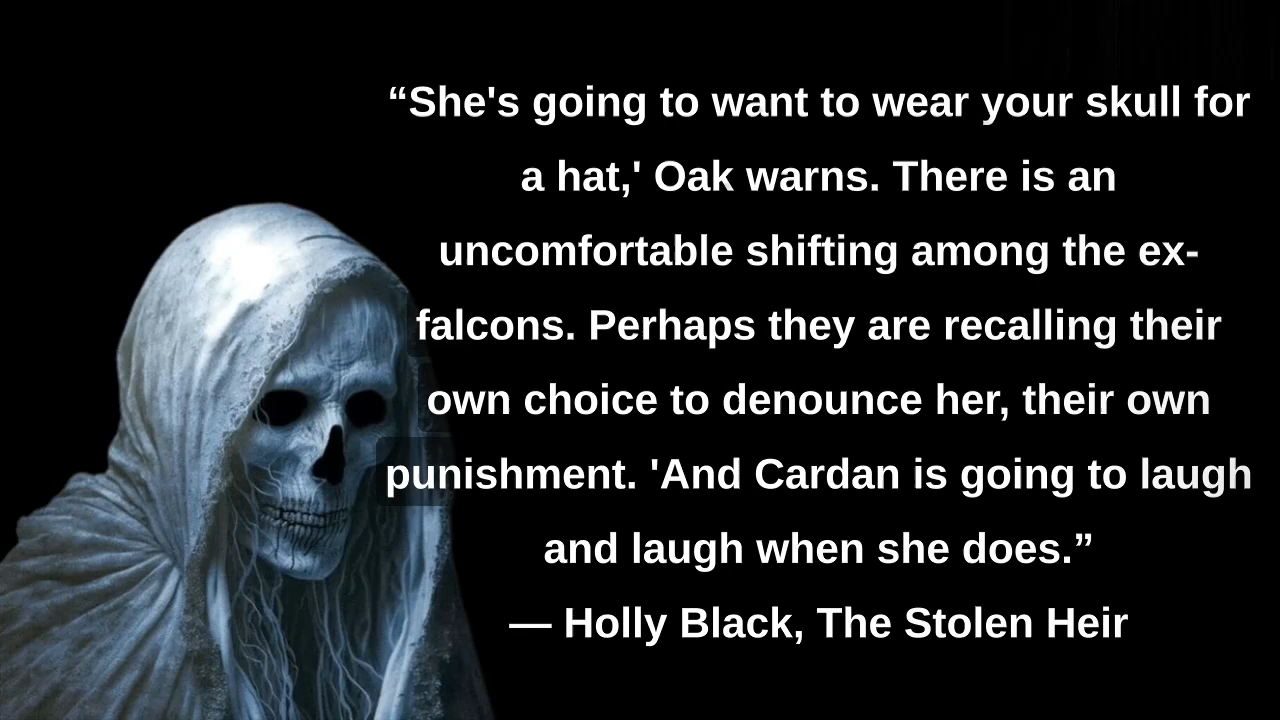 “She's going to want to wear your skull for
a hat,' Oak warns. There is an
uncomfortable shifting among the ex-
falcons. Perhaps they are recalling their
own choice to denounce her, their own
punishment. 'And Cardan is going to laugh
and laugh when she does.”
— Holly Black, The Stolen Heir